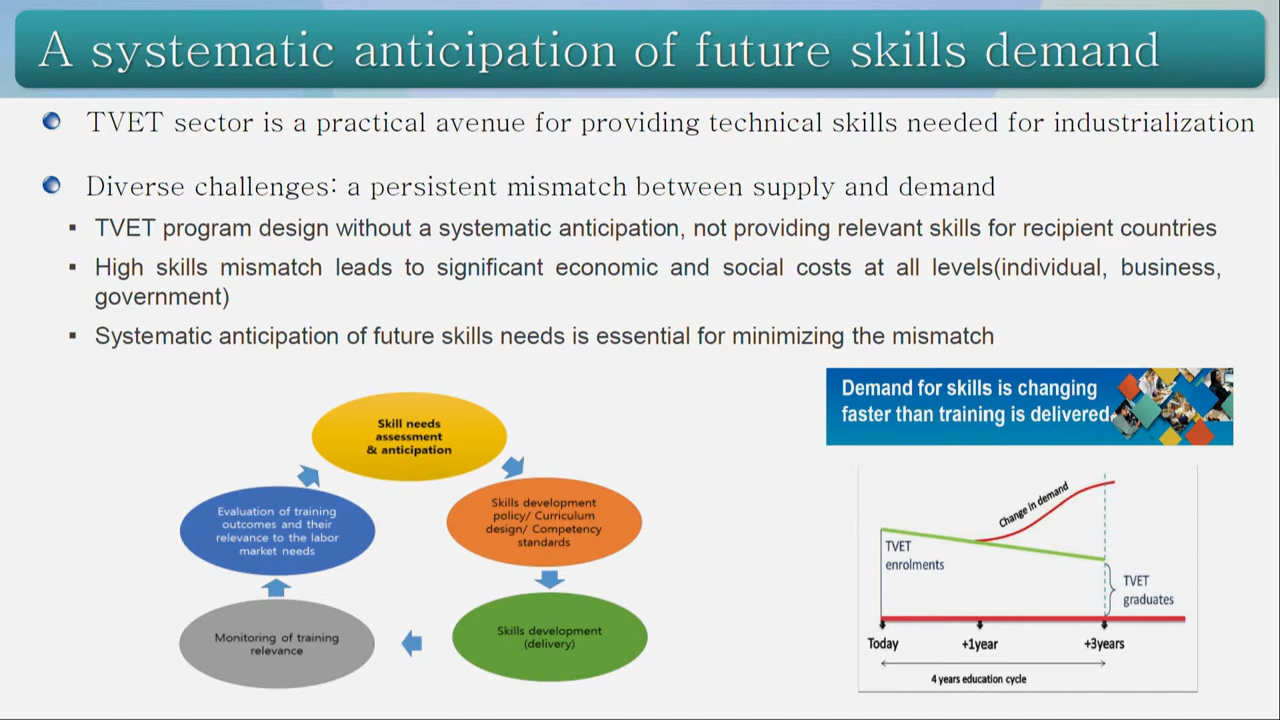 A systematic anticipation of future skills demand
TVET sector is a practical avenue for providing technical skills needed for industrialization
Diverse challenges: a persistent mismatch between supply and demand
TVET program design without a systematic anticipation, not providing relevant skills for recipient countries
High skills mismatch leads to significant economic and social costs at all levels(individual, business,
government)
Systematic anticipation of future skills needs is essential for minimizing the mismatch
Skill needs
assessment
& anticipation
Skills development
policy/ Curriculum
design/ Competency
standards
Skills development
(delivery)
Monitoring of training
relevance
Evaluation of training
outcomes and their
relevance to the labor
market needs
Demand for skills is changing
faster than training is delivered
Change in demand
TVET
enrolments
TVET
graduates
Today
+1year
+3years
4 years education cycle